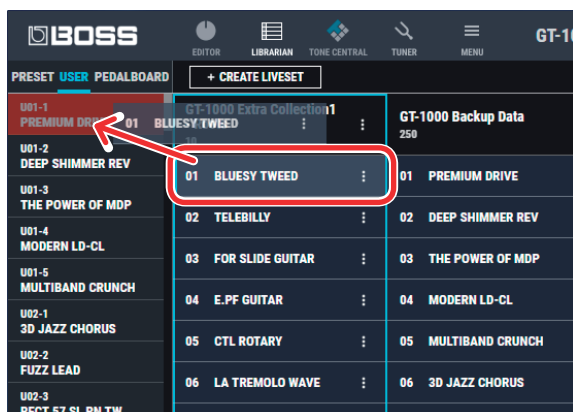 BOSS
EDITOR
LIBRARIAN
TONE CENTRAL
TUNER
MENU
GT-10
PRESET USER PEDALBOARD
+ CREATE LIVESET
U01-1
PREMIUM DRIVE
U01-2
DEEP SHIMMER REV
U01-3
THE POWER OF MDP
U01-4
MODERN LD-CL
U01-5
MULTIBAND CRUNCH
U02-1
3D JAZZ CHORUS
U02-2
FUZZ LEAD
U02-3
01 BLUESY TWEED
GT-1000 Extra Collection1
10
01 BLUESY TWEED
02 TELEBILLY
03 FOR SLIDE GUITAR
04 E.PF GUITAR
05 CTL ROTARY
06 LA TREMOLO WAVE
GT-1000 Backup Data
250
01 PREMIUM DRIVE
02 DEEP SHIMMER REV
03 THE POWER OF MDP
04 MODERN LD-CL
05 MULTIBAND CRUNCH
06 3D JAZZ CHORUS